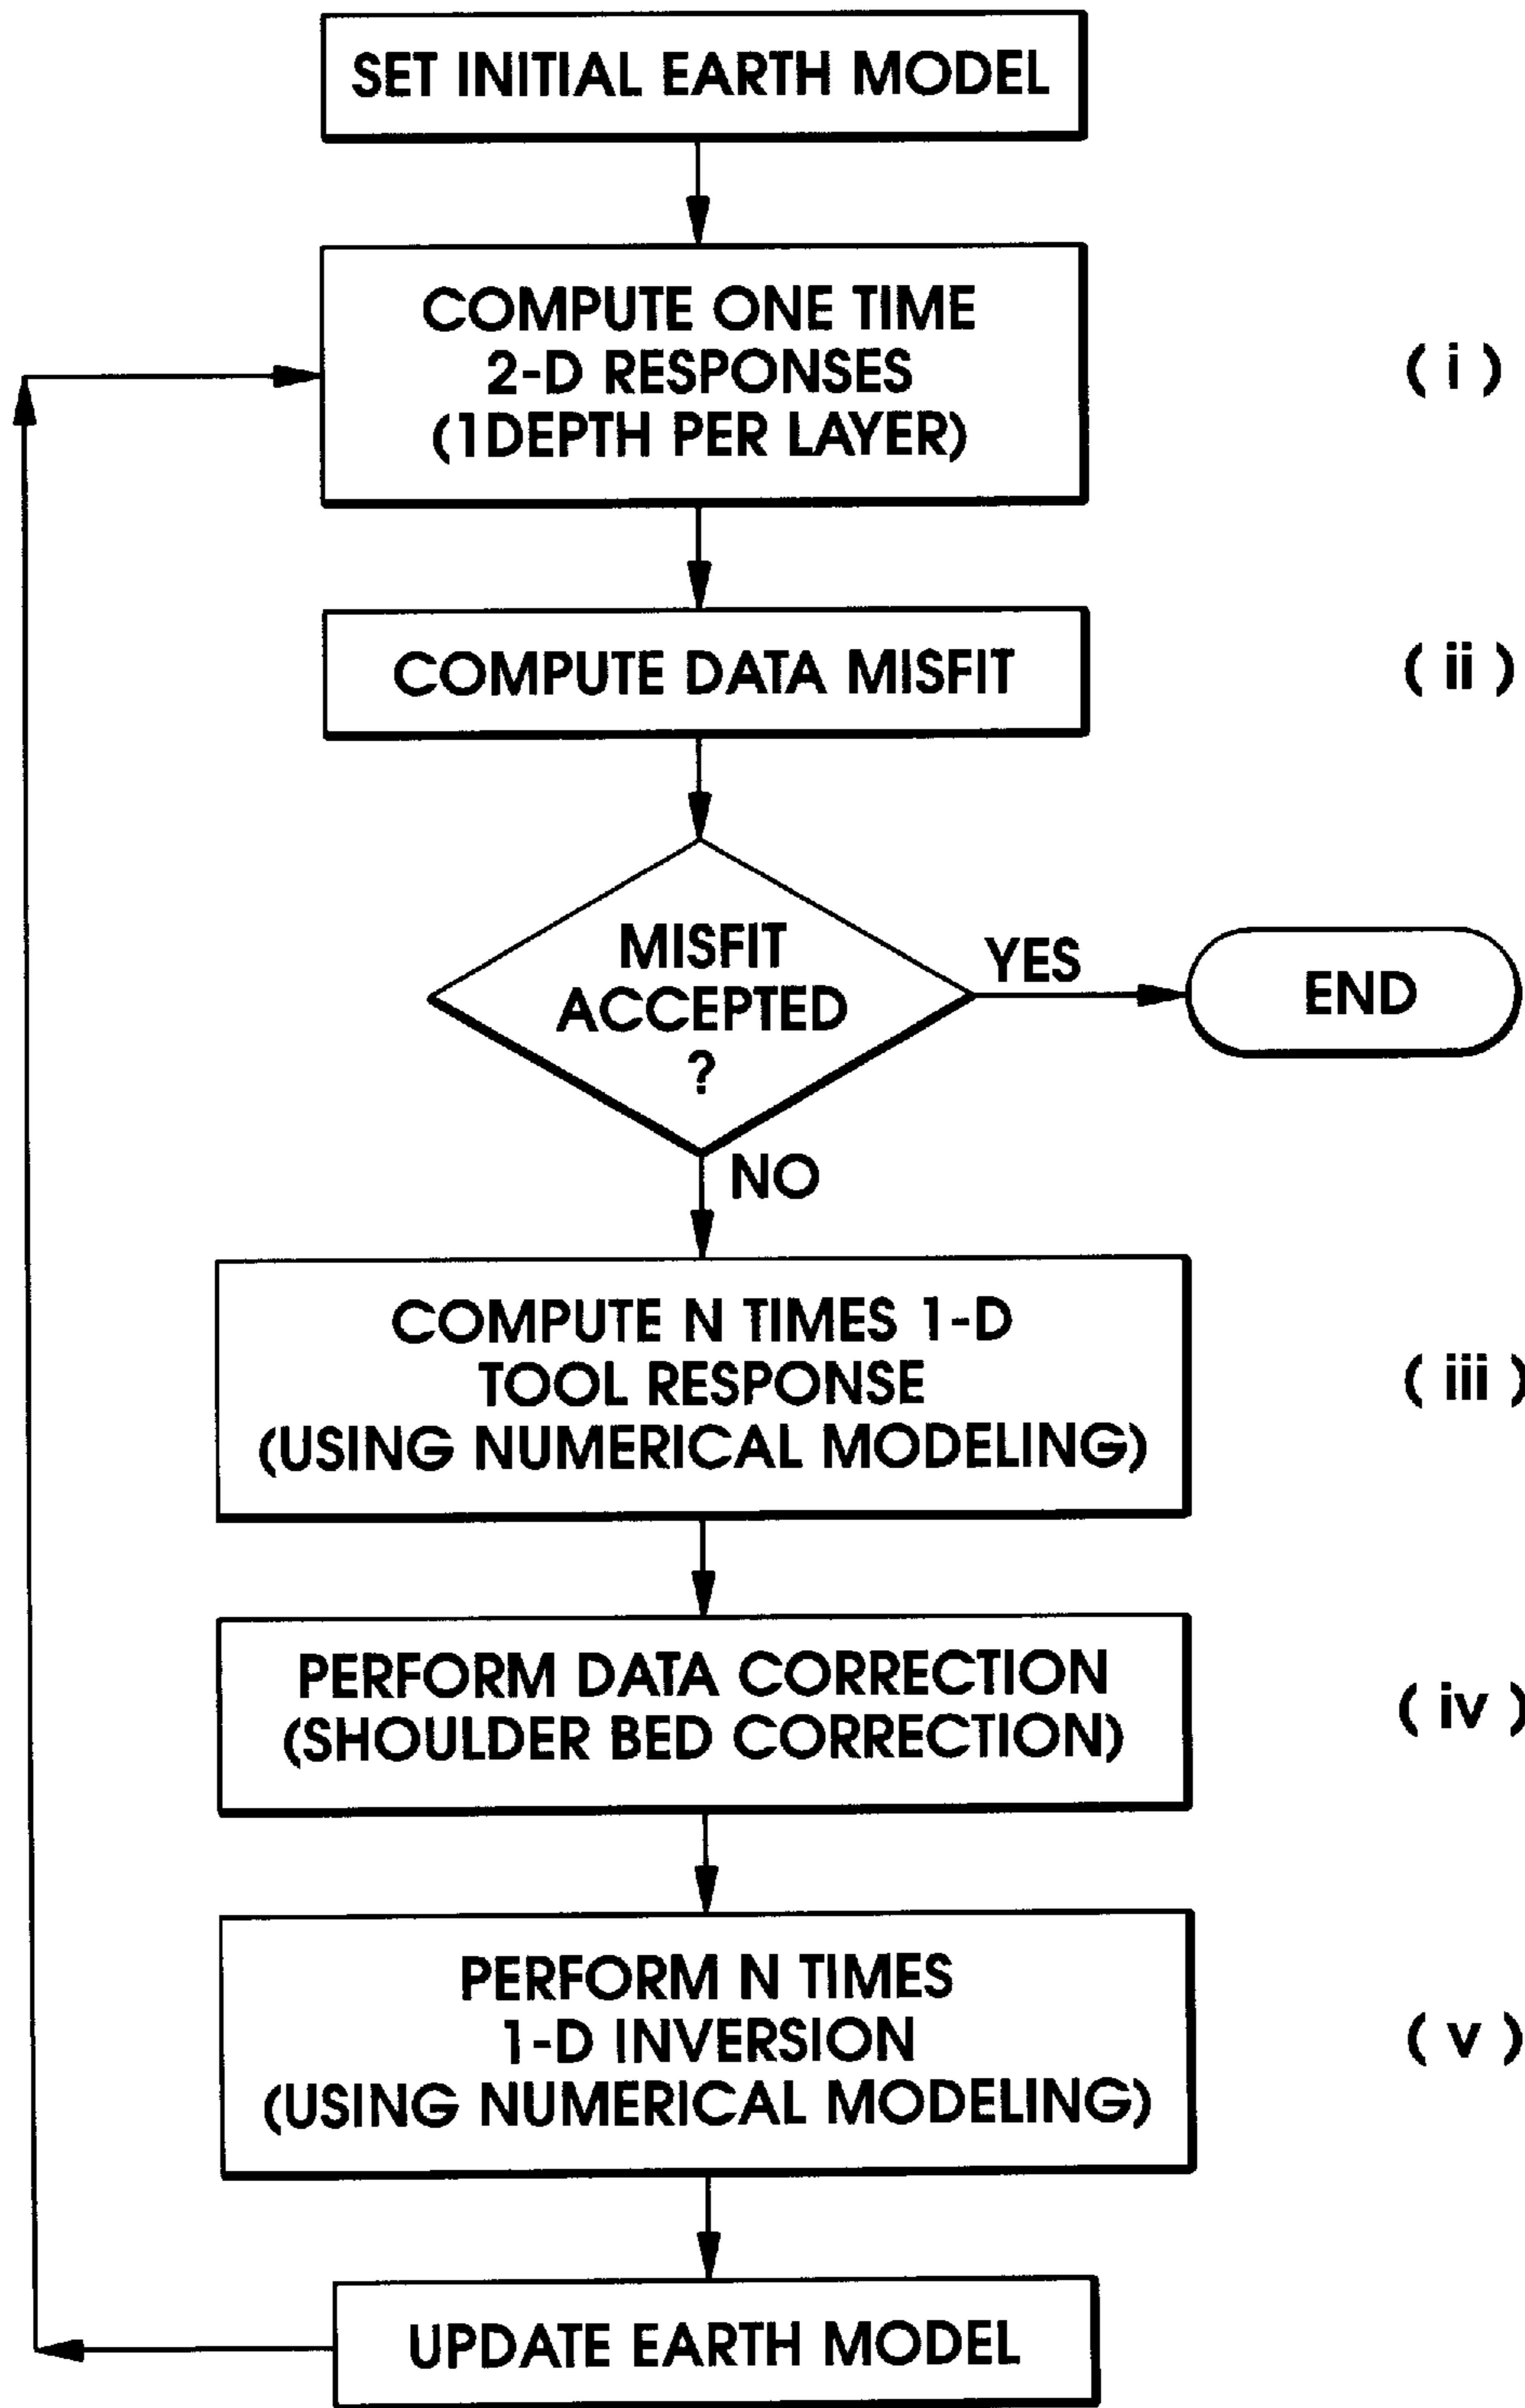 SET INITIAL EARTH MODEL
COMPUTE ONE TIME
2-D RESPONSES
(1DEPTH PER LAYER)
( i )
COMPUTE DATA MISFIT
( ii )
MISFIT
ACCEPTED
?
YES
END
NO
COMPUTE N TIMES 1-D
TOOL RESPONSE
(USING NUMERICAL MODELING)
( iii )
PERFORM DATA CORRECTION
(SHOULDER BED CORRECTION)
( iv )
PERFORM N TIMES
1-D INVERSION
(USING NUMERICAL MODELING)
( v )
UPDATE EARTH MODEL